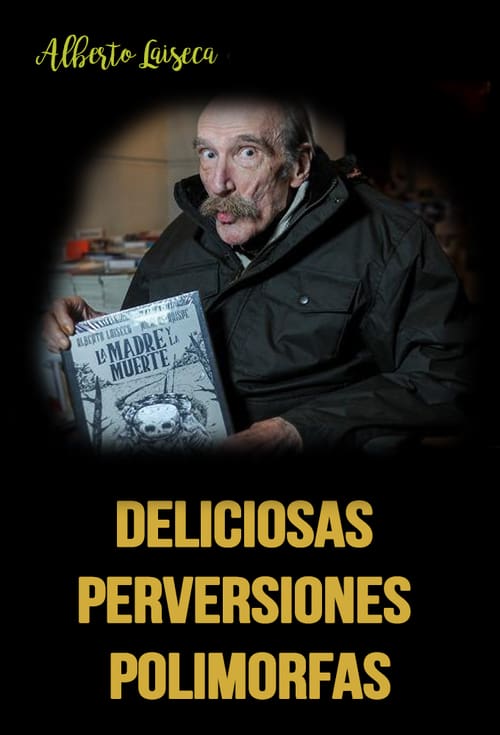 Alberto Laiseca
ALBERTO LAISECA
LA MADRE Y LA
MUERTE
DELICIOSAS
PERVERSIONES
POLIMORFAS